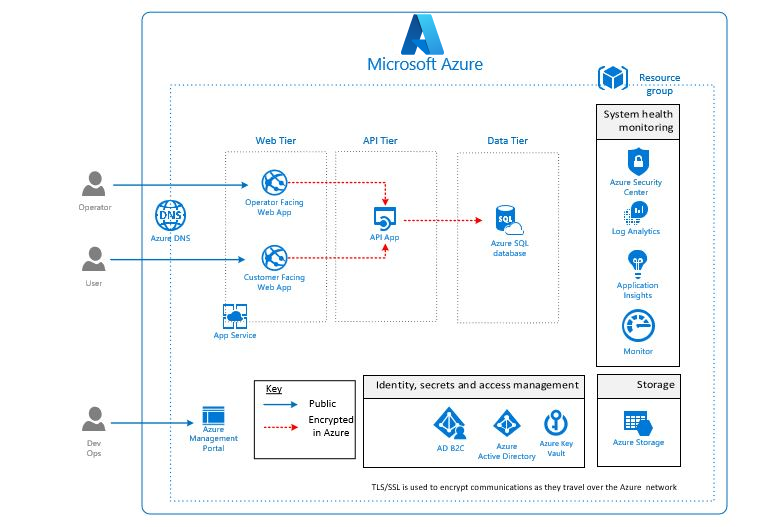 Microsoft Azure
Resource
group
System health
monitoring
Web Tier
API Tier
Data Tier
Azure Security
Center
Operator
Operator Facing
Web App
DNS
Azure DNS
API App
SQL
Azure SQL
database
Log Analytics
User
Customer Facing
Web App
Application
Insights
App Service
Monitor
Key
Public
Encrypted
in Azure
Identity, secrets and access management
Storage
Dev
Ops
Azure
Management
Portal
AD B2C
Azure
Active Directory
Azure Key
Vault
Azure Storage
TLS/SSL is used to encrypt communications as they travel over the Azure network